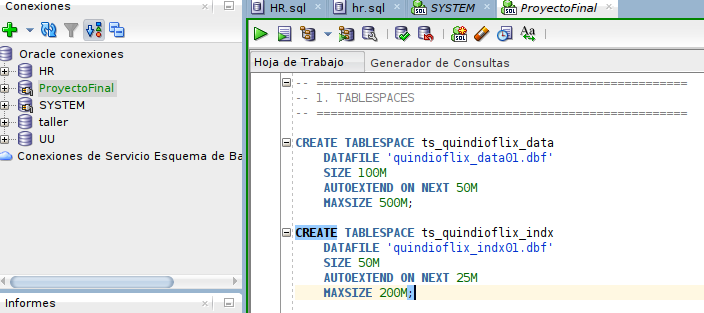 Conexiones
Oracle conexiones
HR
ProyectoFinal
SYSTEM
taller
UU
Conexiones de Servicio Esquema de Ba
Informes
HR.sql
hr.sql
SYSTEM
ProyectoFinal
Hoja de Trabajo
Generador de Consultas
-- =====================================================
-- 1. TABLESPACES
-- =====================================================
CREATE TABLESPACE ts_quindioflix_data
DATAFILE 'quindioflix_data01.dbf'
SIZE 100M
AUTOEXTEND ON NEXT 50M
MAXSIZE 500M;
CREATE TABLESPACE ts_quindioflix_indx
DATAFILE 'quindioflix_indx01.dbf'
SIZE 50M
AUTOEXTEND ON NEXT 25M
MAXSIZE 200M;